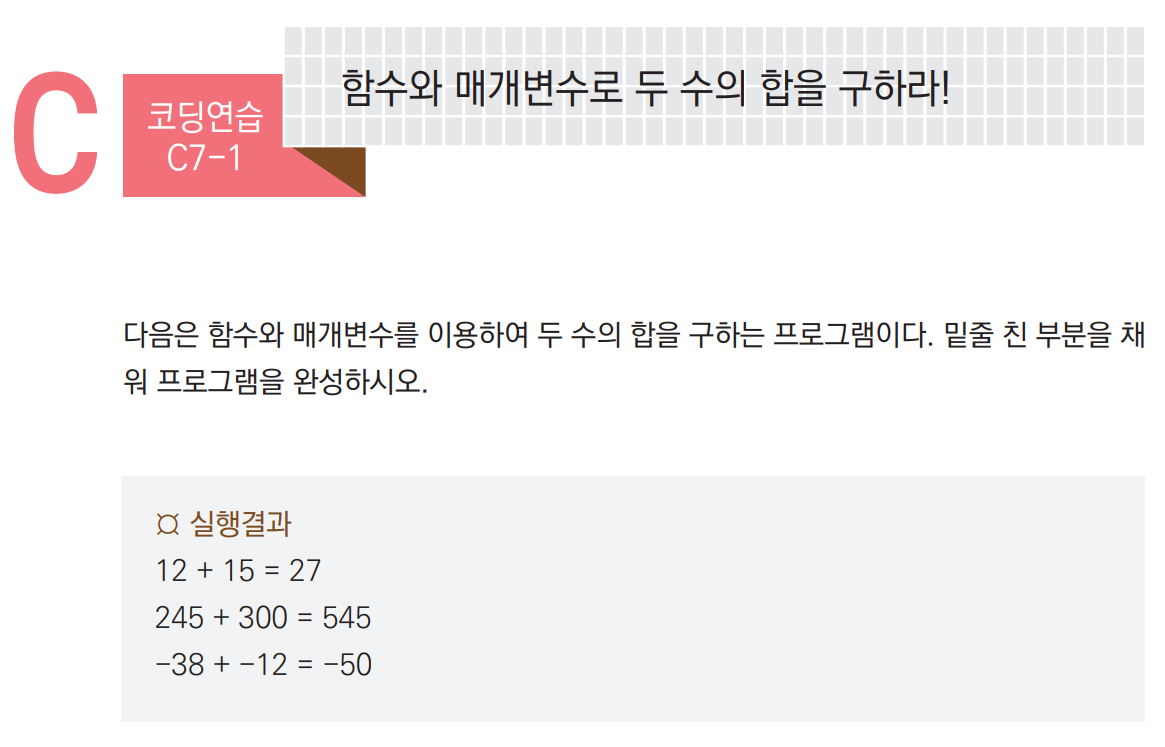 C
코딩연습
C7-1
함수와 매개변수로 두 수의 합을 구하라!
다음은 함수와 매개변수를 이용하여 두 수의 합을 구하는 프로그램이다. 밑줄 친 부분을 채
워 프로그램을 완성하시오.
¤ 실행결과
12 + 15 = 27
245 + 300 = 545
-38 + -12 = -50